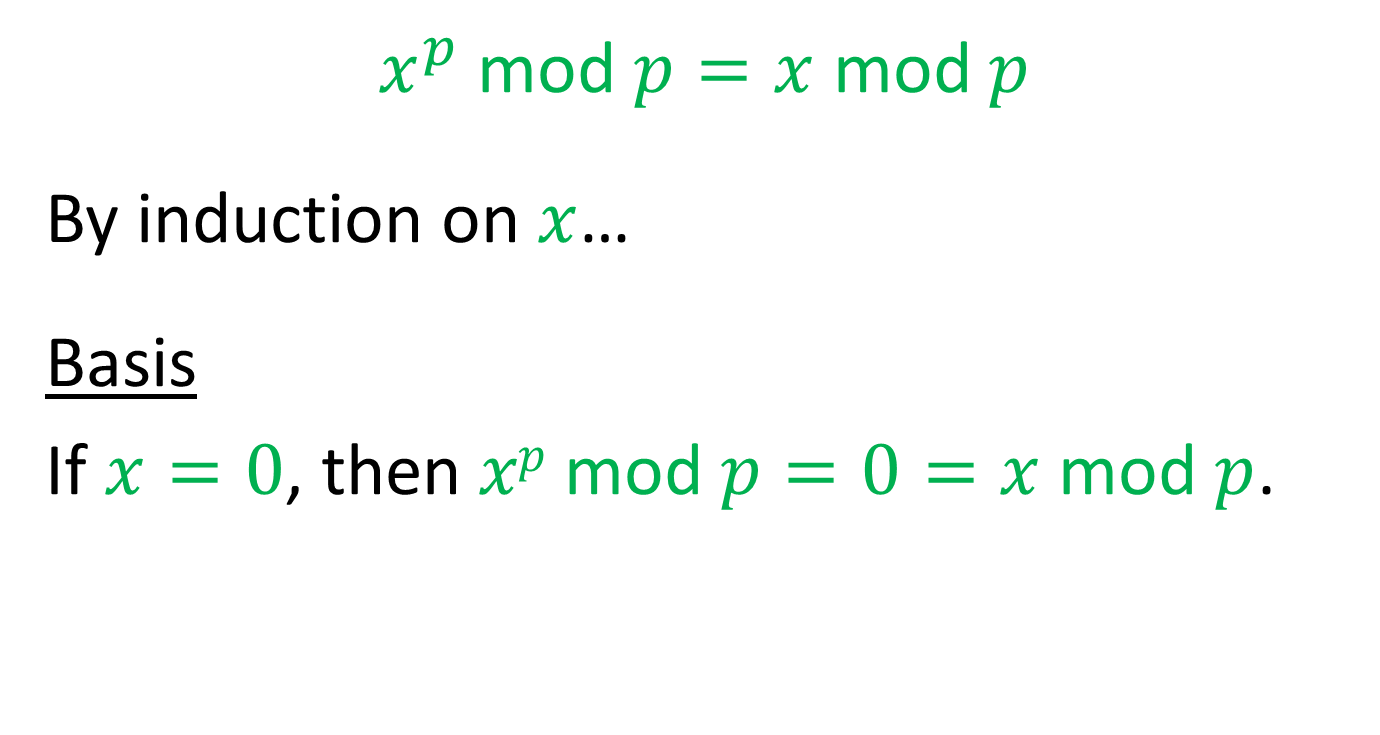 x^p mod p = x mod p
By induction on x…
Basis
If x = 0, then x^p mod p = 0 = x mod p.